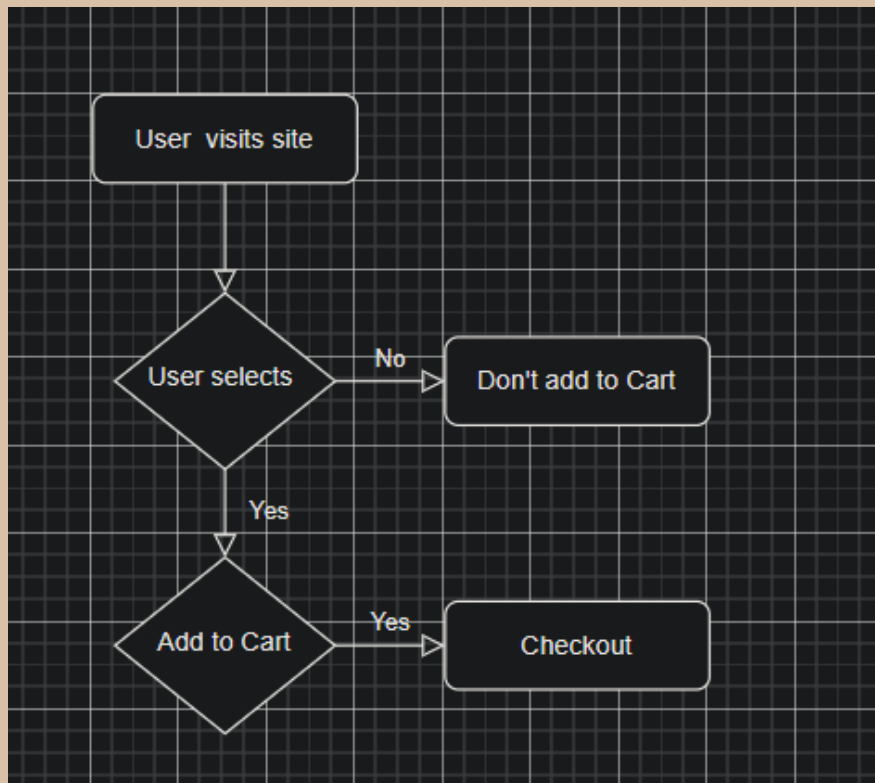 User  visits site
User selects
No
Don't add to Cart
Yes
Add to Cart
Yes
Checkout